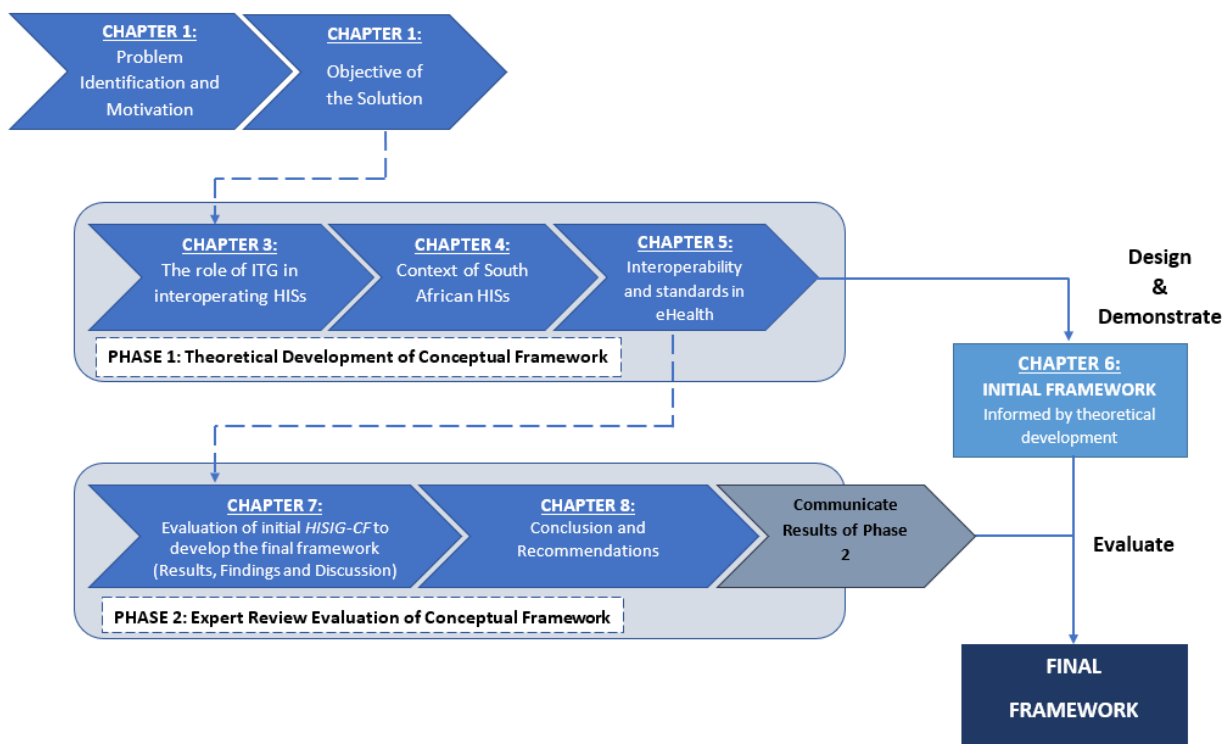 CHAPTER 1:
Problem
Identification and
Motivation
CHAPTER 1:
Objective of
the Solution
CHAPTER 3:
The role of ITG in
interoperating HISs
CHAPTER 4:
Context of South
African HISs
CHAPTER 5:
Interoperability
and standards in
eHealth
PHASE 1: Theoretical Development of Conceptual Framework
Design
&
Demonstrate
CHAPTER 6:
INITIAL FRAMEWORK
Informed by theoretical
development
CHAPTER 7:
Evaluation of initial HISIG-CF to
develop the final framework
(Results, Findings and Discussion)
CHAPTER 8:
Conclusion and
Recommendations
Communicate
Results of Phase
2
PHASE 2: Expert Review Evaluation of Conceptual Framework
Evaluate
FINAL
FRAMEWORK